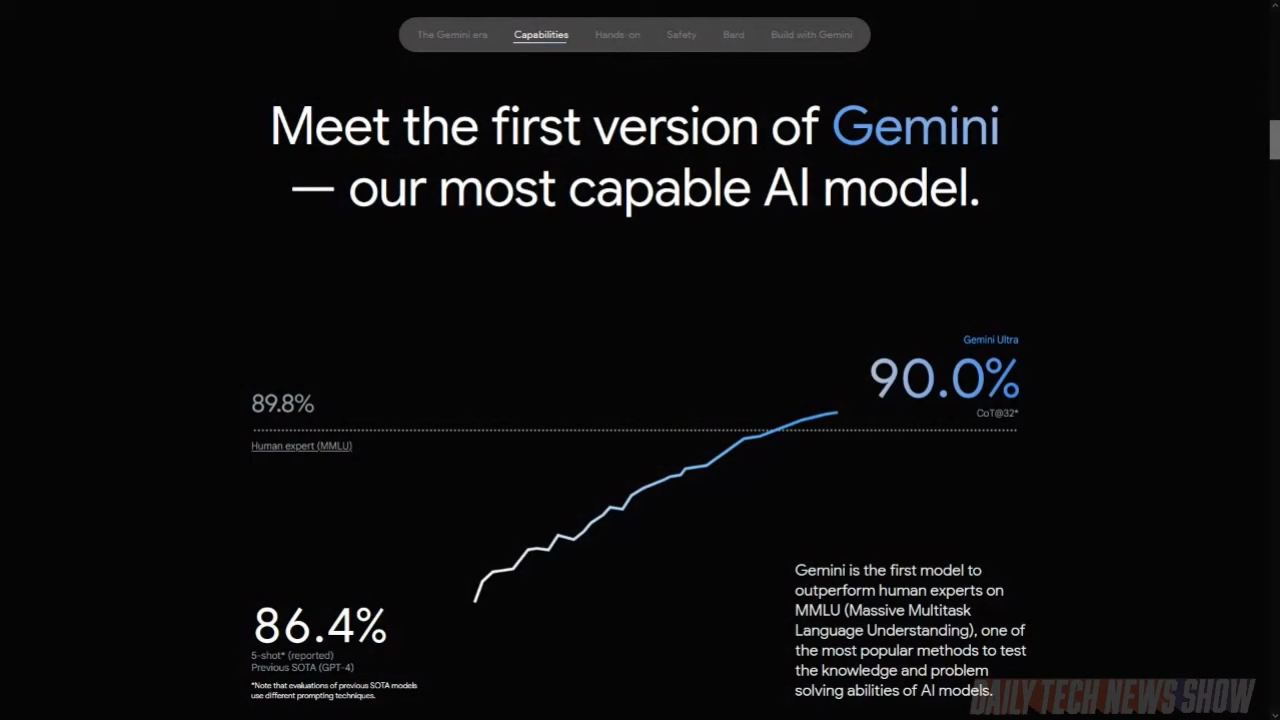 The Gemini era Capabilities Hands-on Safety Bard Build with Gemini
Meet the first version of Gemini
— our most capable AI model.
Gemini Ultra
90.0%
CoT@32*
89.8%
Human expert (MMLU)
86.4%
5-shot* (reported)
Previous SOTA (GPT-4)
*Note that evaluations of previous SOTA models
use different prompting techniques.
Gemini is the first model to
outperform human experts on
MMLU (Massive Multitask
Language Understanding), one of
the most popular methods to test
the knowledge and problem
solving abilities of AI models.
DAILY TECH NEWS SHOW